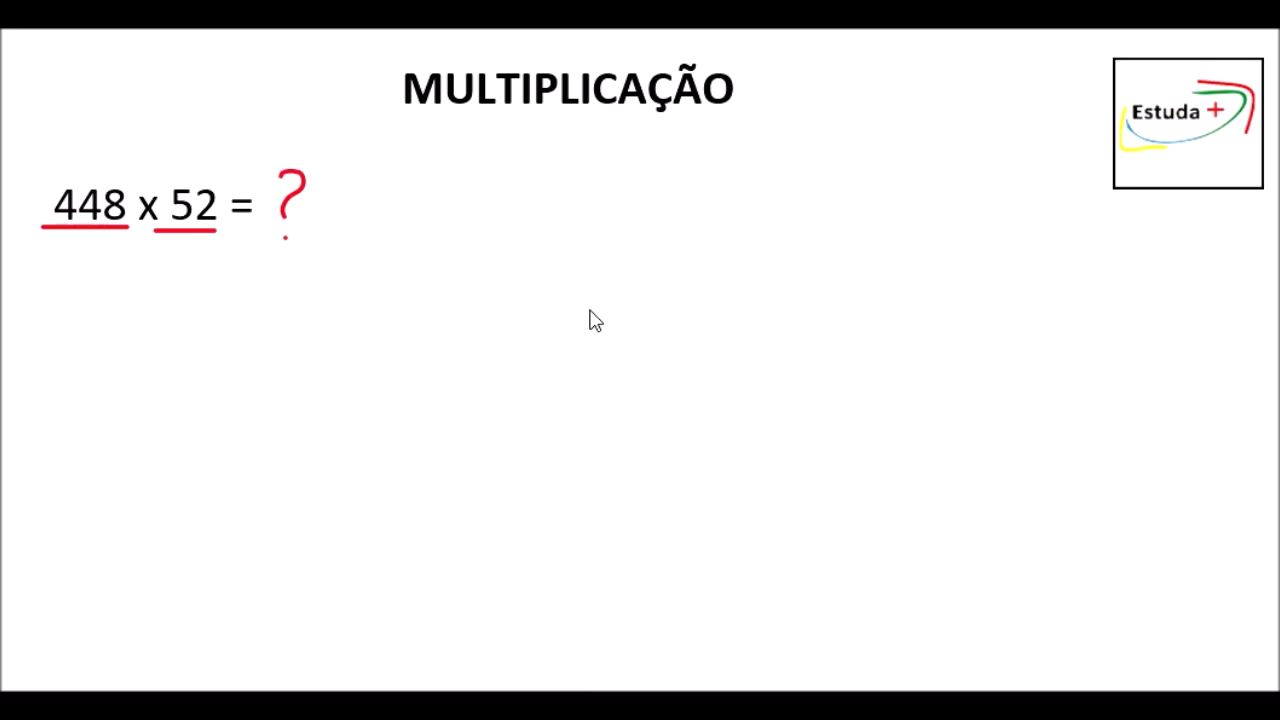 MULTIPLICAÇÃO
Estuda +
448 x 52 = ?